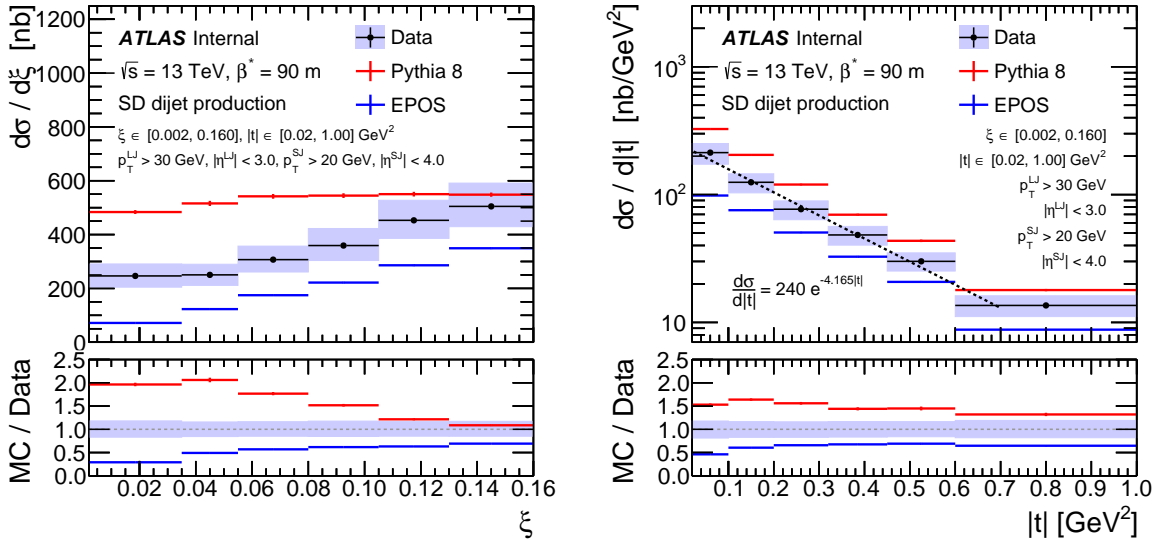 dσ / dξ [nb]
1200
1000
800
600
400
200
0
ATLAS Internal
√s = 13 TeV, β* = 90 m
SD dijet production
ξ ∈ [0.002, 0.160], |t| ∈ [0.02, 1.00] GeV²
p_T^LJ > 30 GeV, |η^LJ| < 3.0, p_T^SJ > 20 GeV, |η^SJ| < 4.0
Data
Pythia 8
EPOS
MC / Data
2.5
2.0
1.5
1.0
0.5
0.0
0.02 0.04 0.06 0.08 0.10 0.12 0.14 0.16
ξ
dσ / d|t| [nb/GeV²]
10³
10²
10
ATLAS Internal
√s = 13 TeV, β* = 90 m
SD dijet production
Data
Pythia 8
EPOS
ξ ∈ [0.002, 0.160]
|t| ∈ [0.02, 1.00] GeV²
p_T^LJ > 30 GeV
|η^LJ| < 3.0
p_T^SJ > 20 GeV
|η^SJ| < 4.0
dσ/d|t| = 240 e^-4.165|t|
MC / Data
2.5
2.0
1.5
1.0
0.5
0.0
0.1 0.2 0.3 0.4 0.5 0.6 0.7 0.8 0.9 1.0
|t| [GeV²]